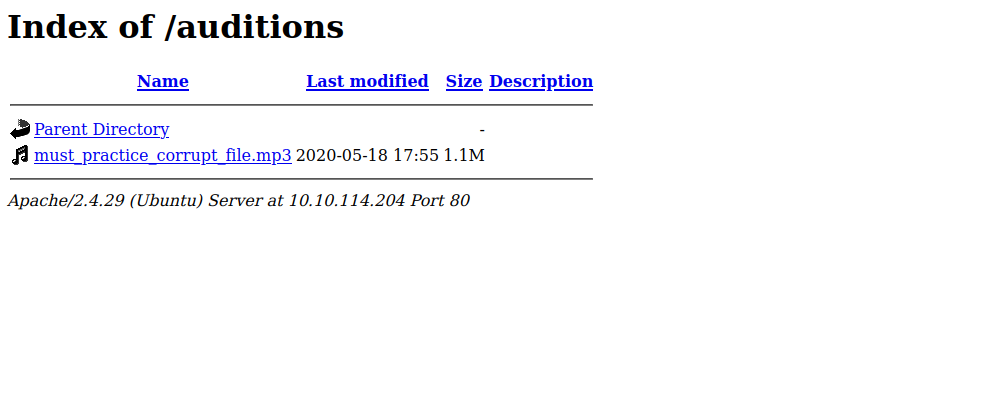 Index of /auditions
Name Last modified Size Description
Parent Directory -
must_practice_corrupt_file.mp3 2020-05-18 17:55 1.1M
Apache/2.4.29 (Ubuntu) Server at 10.10.114.204 Port 80